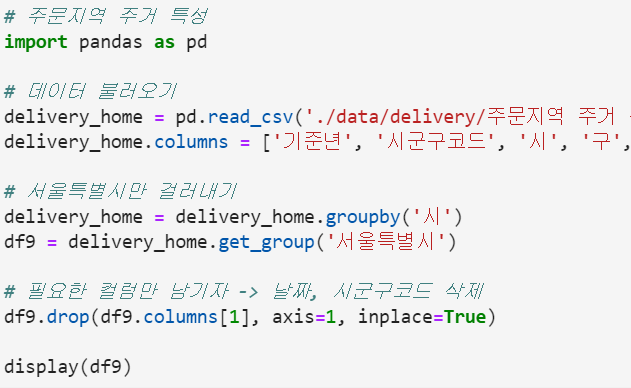 # 주문지역 주거 특성
import pandas as pd
# 데이터 불러오기
delivery_home = pd.read_csv('./data/delivery/주문지역 주거
delivery_home.columns = ['기준년', '시군구코드', '시', '구',
# 서울특별시만 걸러내기
delivery_home = delivery_home.groupby('시')
df9 = delivery_home.get_group('서울특별시')
# 필요한 컬럼만 남기자 -> 날짜, 시군구코드 삭제
df9.drop(df9.columns[1], axis=1, inplace=True)
display(df9)